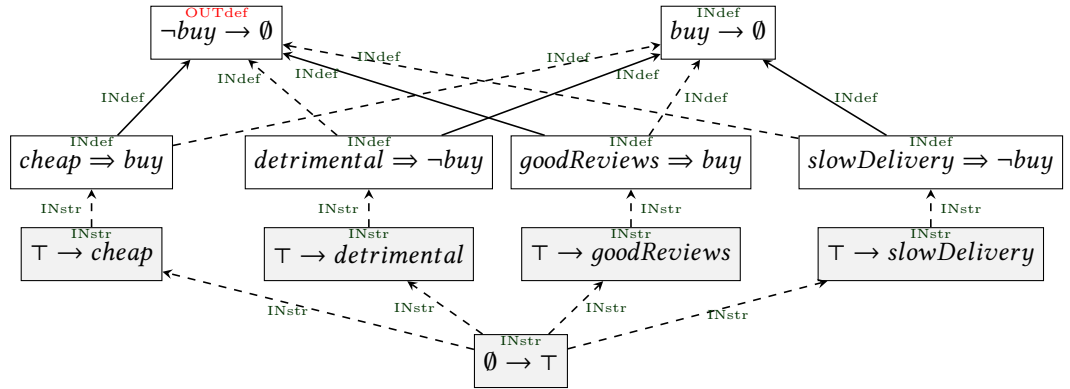 OUTdef
¬buy → ∅
INdef
buy → ∅
INdef
INdef
INdef
INdef
INdef
INdef
INdef
INdef
INdef
cheap ⇒ buy
INdef
detrimental ⇒ ¬buy
INdef
goodReviews ⇒ buy
INdef
slowDelivery ⇒ ¬buy
INstr
INstr
INstr
INstr
INstr
⊤ → cheap
INstr
⊤ → detrimental
INstr
⊤ → goodReviews
INstr
⊤ → slowDelivery
INstr
INstr
INstr
INstr
INstr
∅ → ⊤